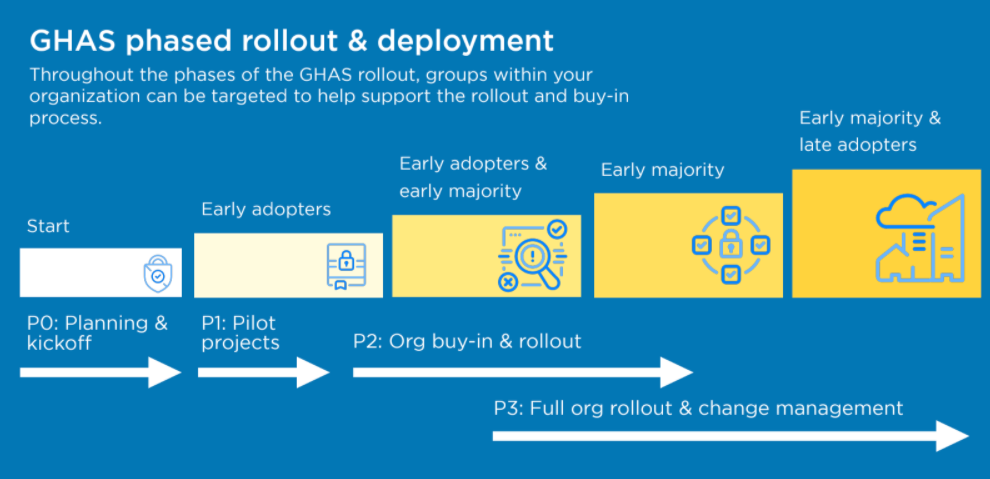 GHAS phased rollout & deployment
Throughout the phases of the GHAS rollout, groups within your
organization can be targeted to help support the rollout and buy-in
process.
Start
Early adopters
Early adopters &
early majority
Early majority
Early majority &
late adopters
P0: Planning &
kickoff
P1: Pilot
projects
P2: Org buy-in & rollout
P3: Full org rollout & change management